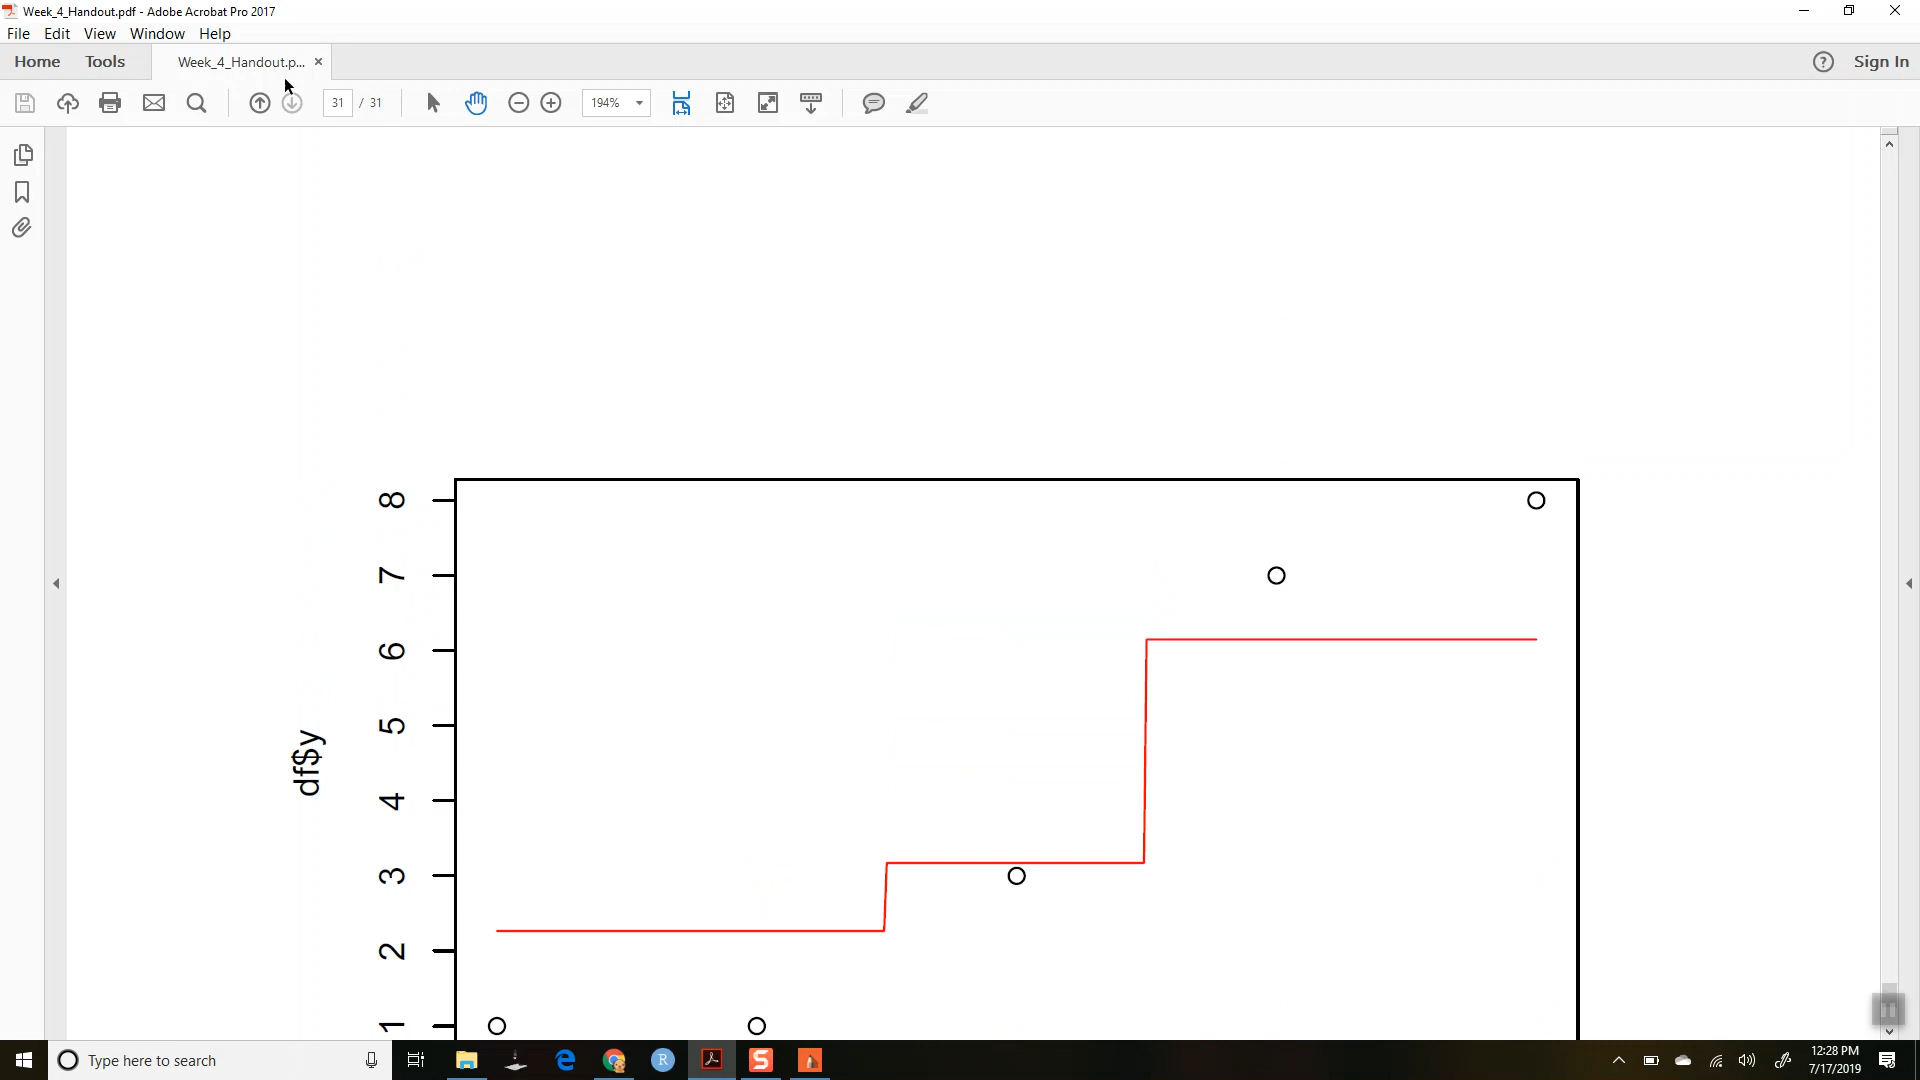 Week_4_Handout.pdf - Adobe Acrobat Pro 2017
File Edit View Window Help
Home Tools Week_4_Handout.p... × Sign In
31 / 31 194%
8
7
6
5
4
3
2
1
df$y
Type here to search
12:28 PM
7/17/2019